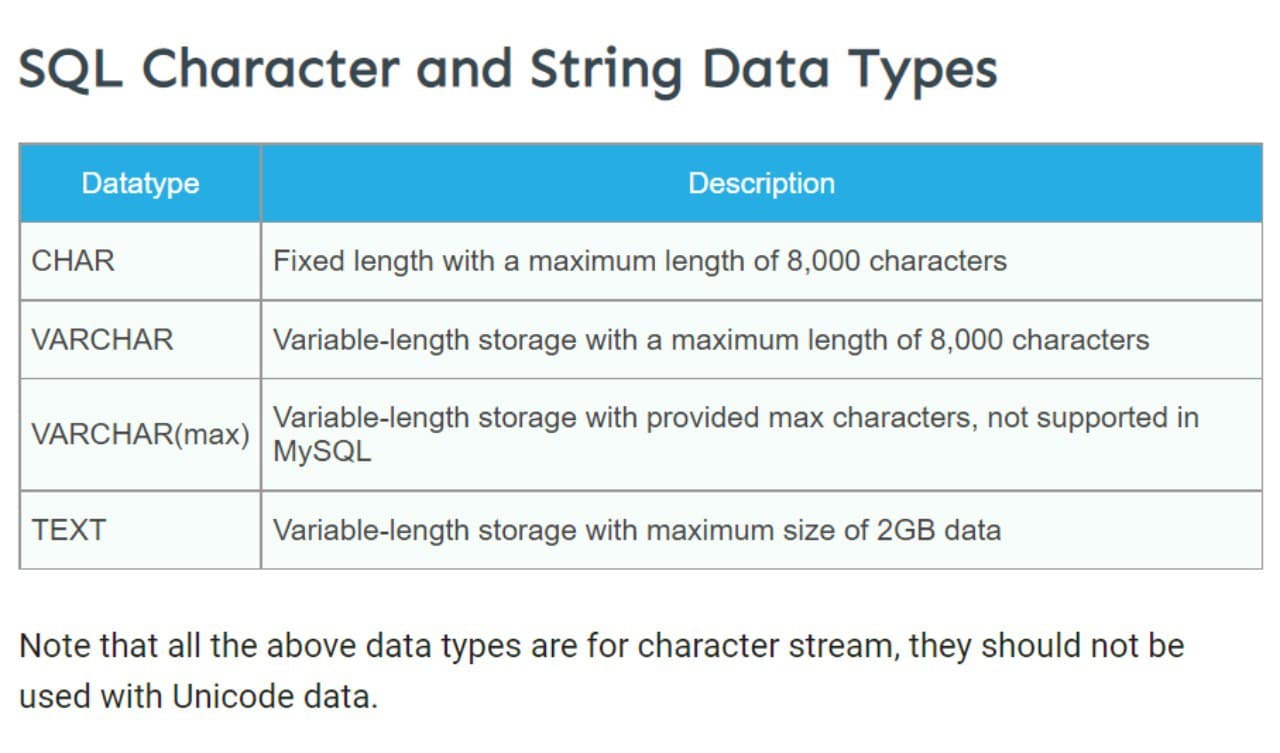 SQL Character and String Data Types
Datatype Description
CHAR Fixed length with a maximum length of 8,000 characters
VARCHAR Variable-length storage with a maximum length of 8,000 characters
VARCHAR(max) Variable-length storage with provided max characters, not supported in
MySQL
TEXT Variable-length storage with maximum size of 2GB data
Note that all the above data types are for character stream, they should not be
used with Unicode data.